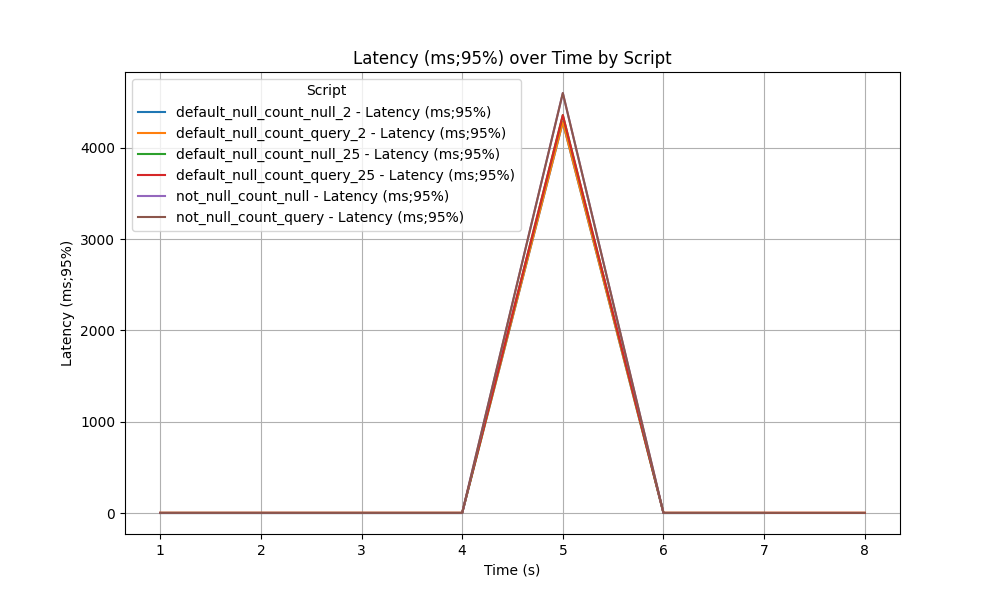 Latency (ms;95%) over Time by Script
Script
default_null_count_null_2 - Latency (ms;95%)
default_null_count_query_2 - Latency (ms;95%)
default_null_count_null_25 - Latency (ms;95%)
default_null_count_query_25 - Latency (ms;95%)
not_null_count_null - Latency (ms;95%)
not_null_count_query - Latency (ms;95%)
Latency (ms;95%)
4000
3000
2000
1000
0
1 2 3 4 5 6 7 8
Time (s)